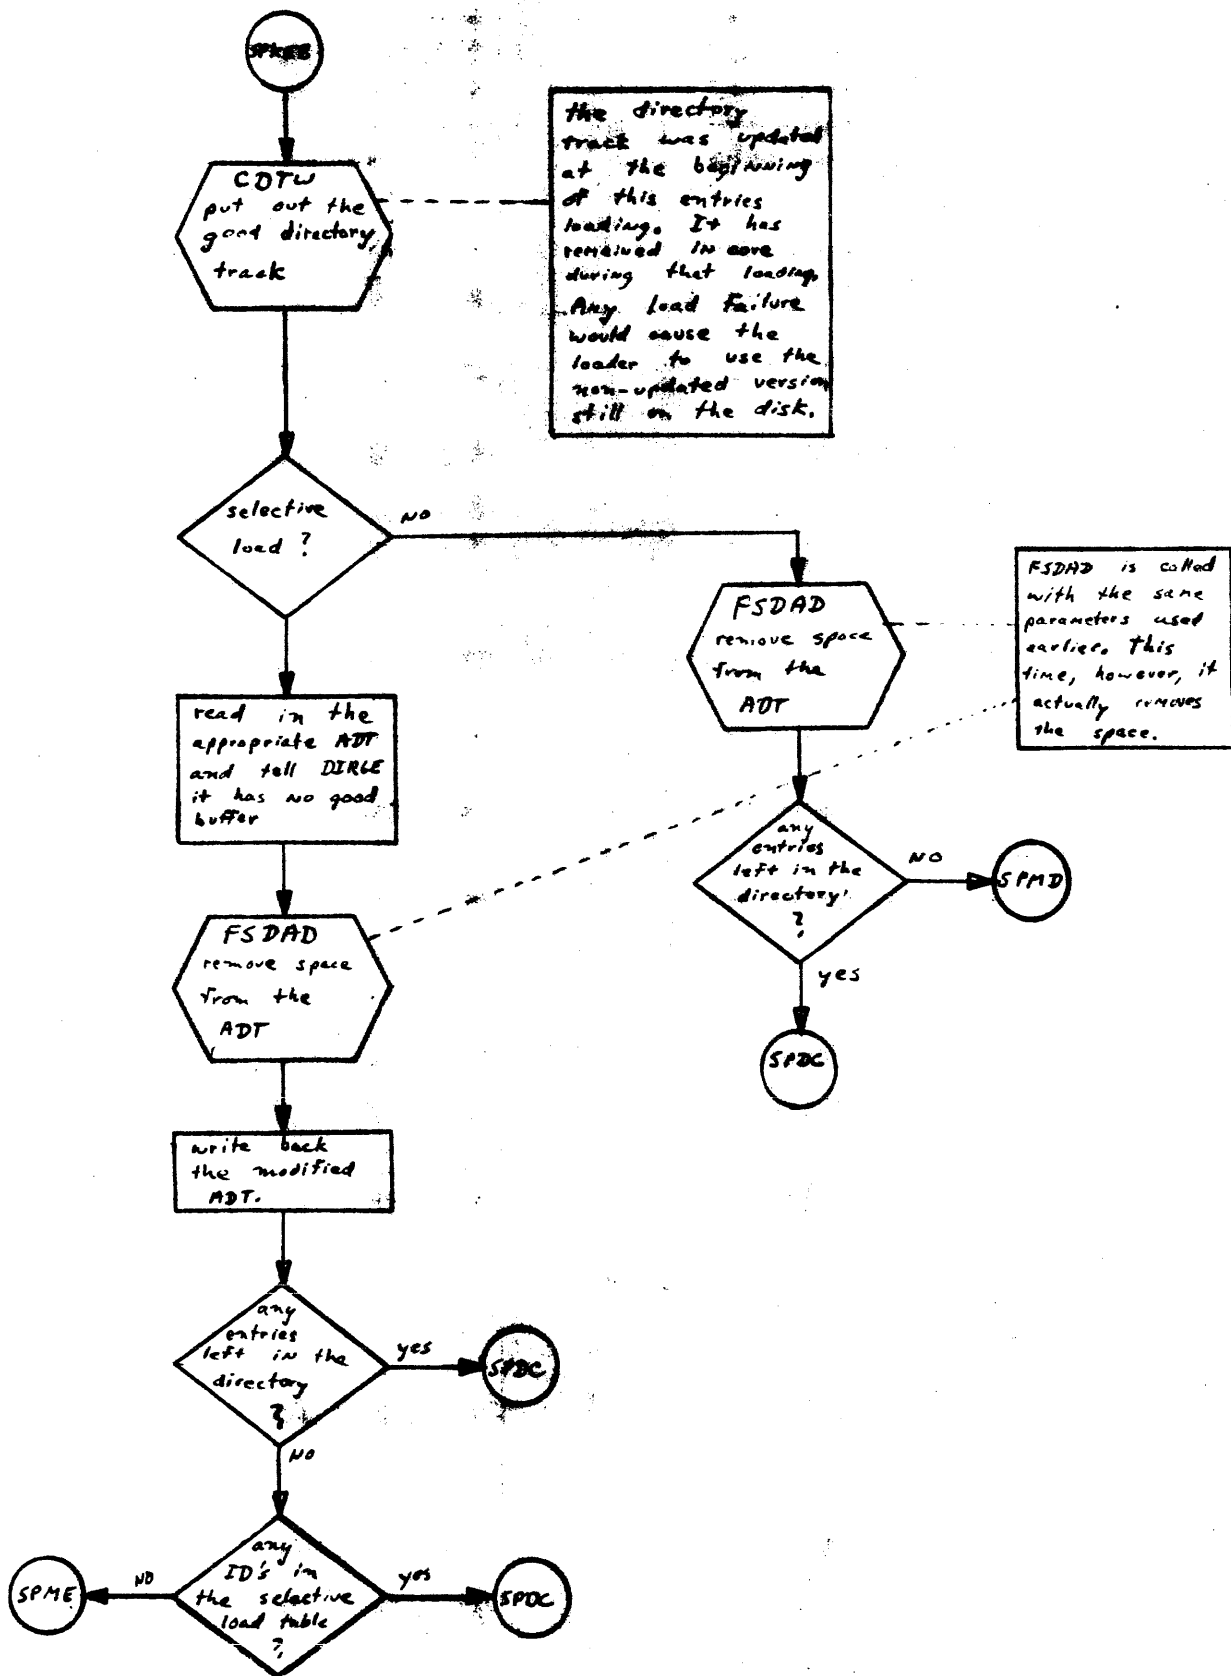 CDTW
put out the
good directory
track
the directory
track was updated
at the beginning
of this entries
loading. It has
remained in core
during that loading.
Any Load Failure
would cause the
loader to use the
non-updated version
still on the disk.
selective
load ?
NO
FSDAD
remove space
from the
ADT
FSDAD is called
with the same
parameters used
earlier. This
time, however, it
actually removes
the space.
read in the
appropriate ADT
and tell
it has no good
buffer
any
entries
left in the
directory
?
NO
SPMD
yes
SPDC
FSDAD
remove space
from the
ADT
write back
the modified
ADT.
any
entries
left in the
directory
?
yes
SPDC
NO
any
ID's in
the selective
load table
?
NO
SPME
yes
SPDC